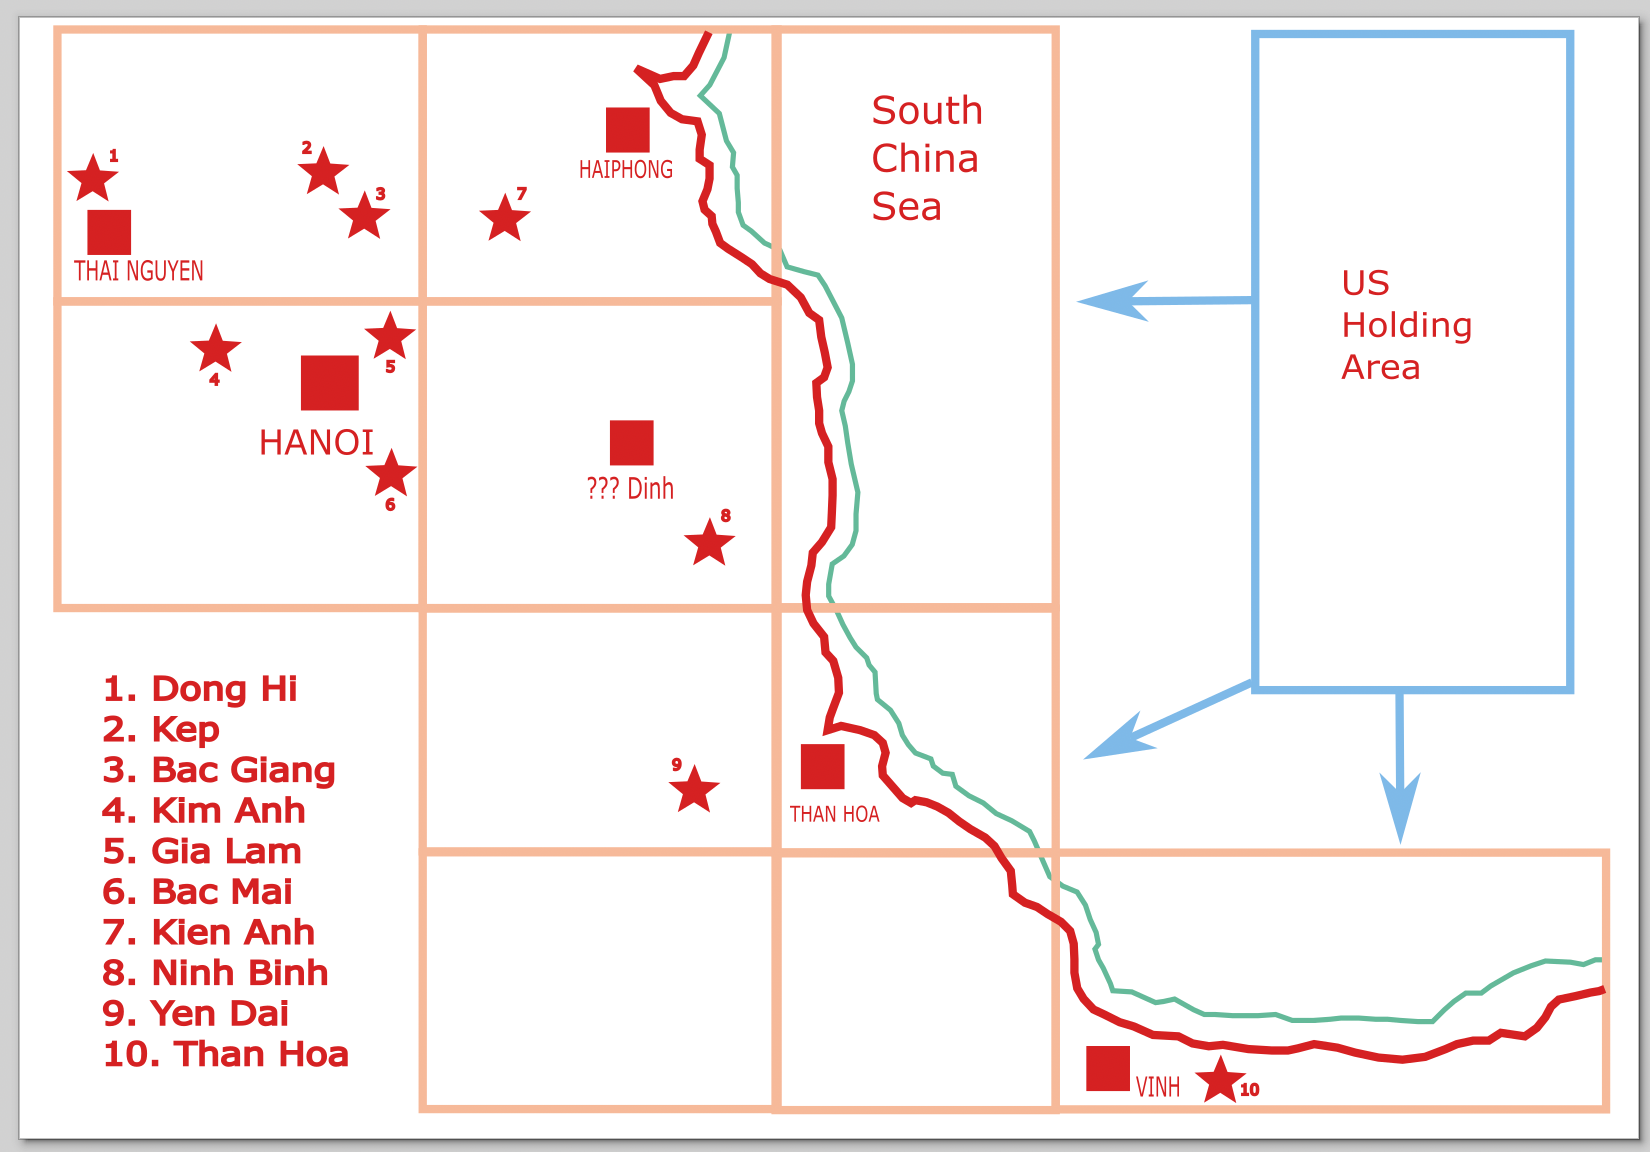 South
China
Sea
US
Holding
Area
1
2
3
7
HAIPHONG
THAI NGUYEN
4
5
HANOI
6
??? Dinh
8
9
THAN HOA
VINH
10
1. Dong Hi
2. Kep
3. Bac Giang
4. Kim Anh
5. Gia Lam
6. Bac Mai
7. Kien Anh
8. Ninh Binh
9. Yen Dai
10. Than Hoa